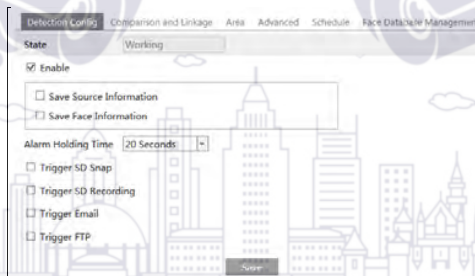 Detection Config Comparison and Linkage Area Advanced Schedule Face Database Managemen
State Working
Enable
Save Source Information
Save Face Information
Alarm Holding Time 20 Seconds
Trigger SD Snap
Trigger SD Recording
Trigger Email
Trigger FTP
Save